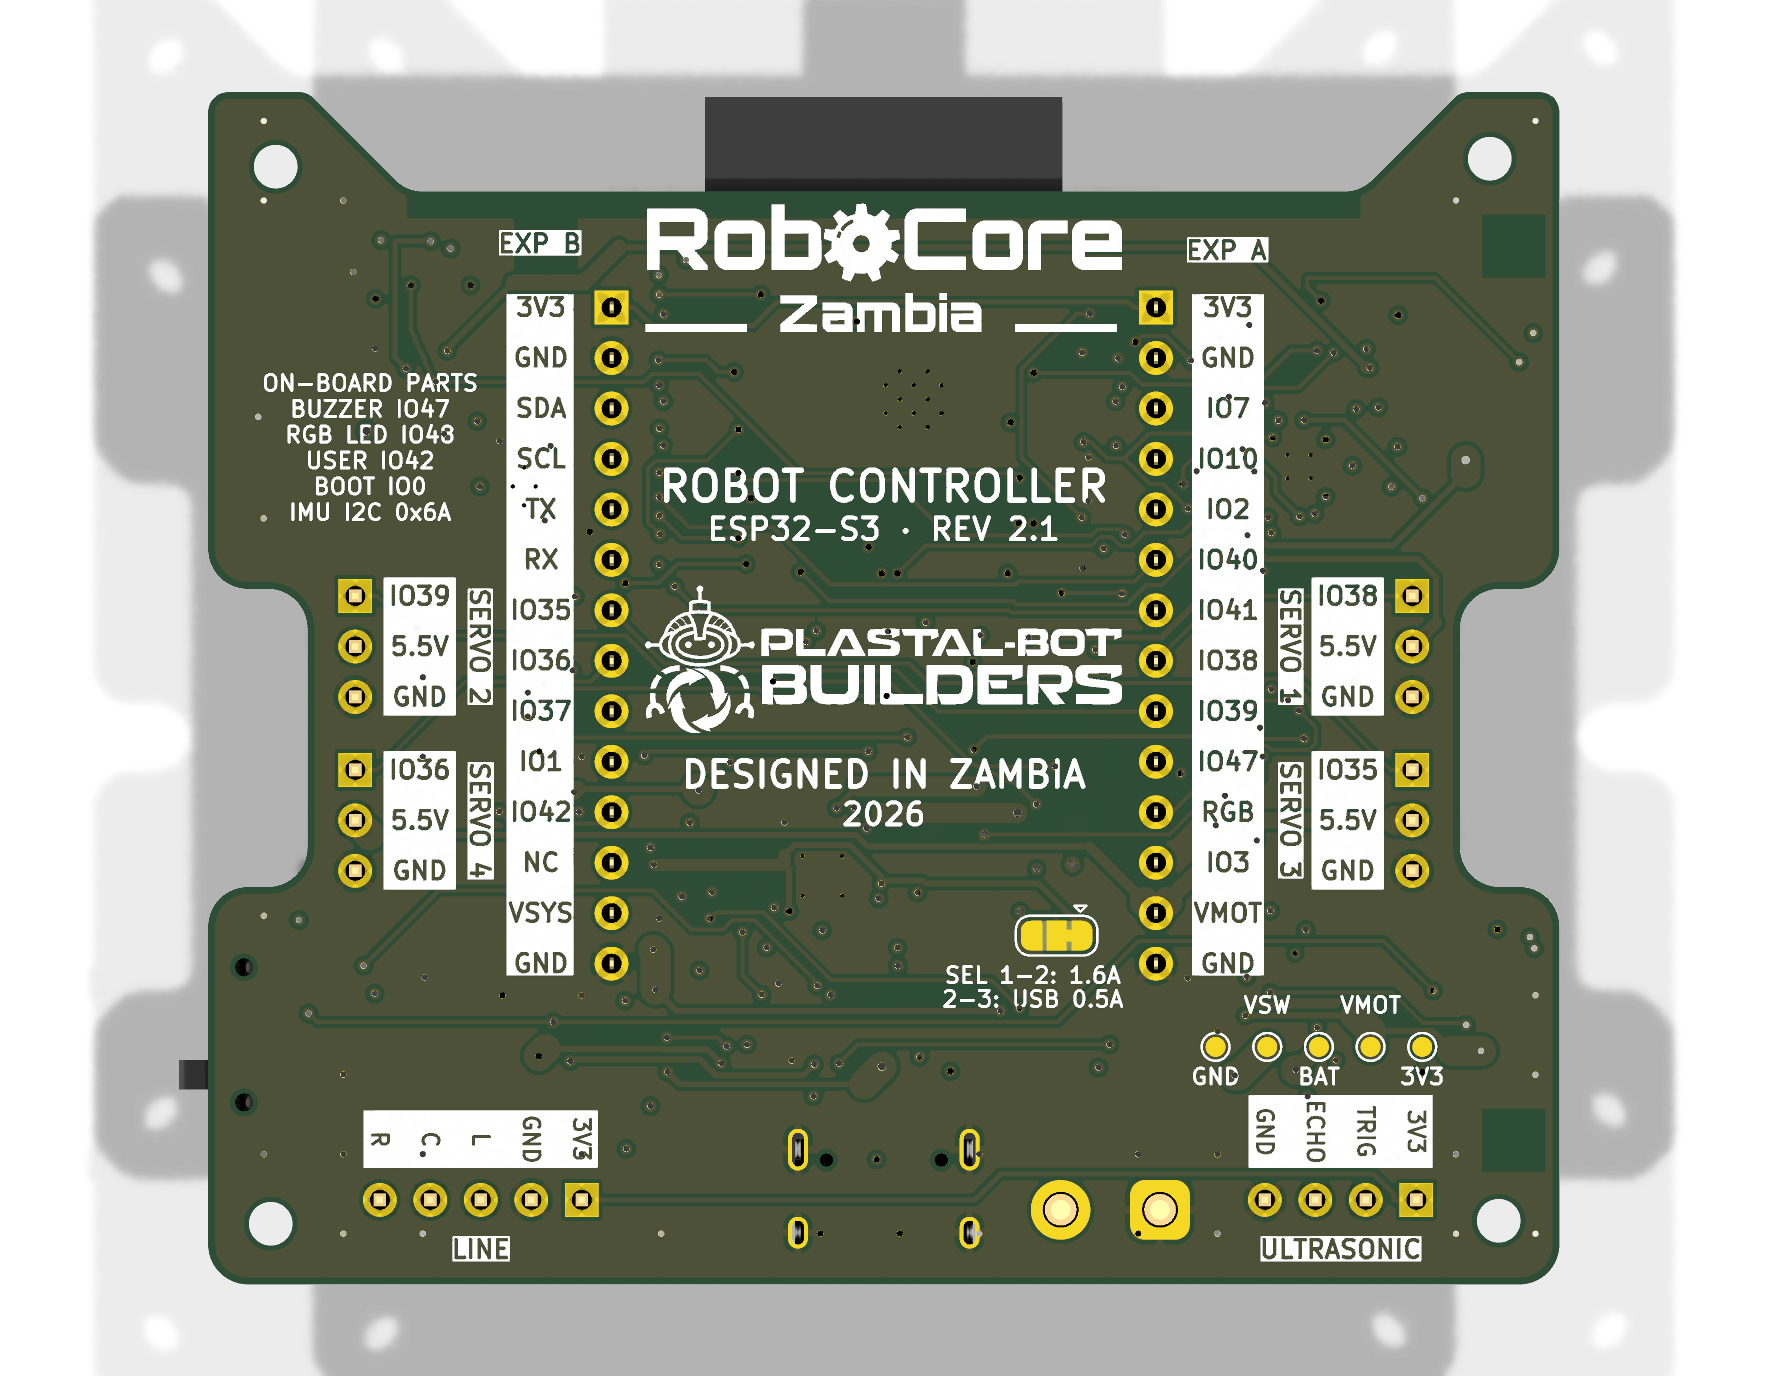 RoboCore
Zambia
EXP B
3V3
GND
SDA
SCL
TX
RX
IO35
IO36
IO37
IO1
IO42
NC
VSYS
GND
EXP A
3V3
GND
IO7
IO10
IO2
IO40
IO41
IO38
IO39
IO47
RGB
IO3
VMOT
GND
ON-BOARD PARTS
BUZZER IO47
RGB LED IO43
USER IO42
BOOT IO0
IMU I2C 0x6A
ROBOT CONTROLLER
ESP32-S3 · REV 2.1
PLASTAL-BOT
BUILDERS
DESIGNED IN ZAMBIA
2026
IO39
5.5V
GND
SERVO 2
IO36
5.5V
GND
SERVO 4
SERVO 1
IO38
5.5V
GND
SERVO 3
IO35
5.5V
GND
SEL 1-2: 1.6A
2-3: USB 0.5A
VSW VMOT
GND BAT 3V3
R C L GND 3V3
LINE
GND ECHO TRIG 3V3
ULTRASONIC